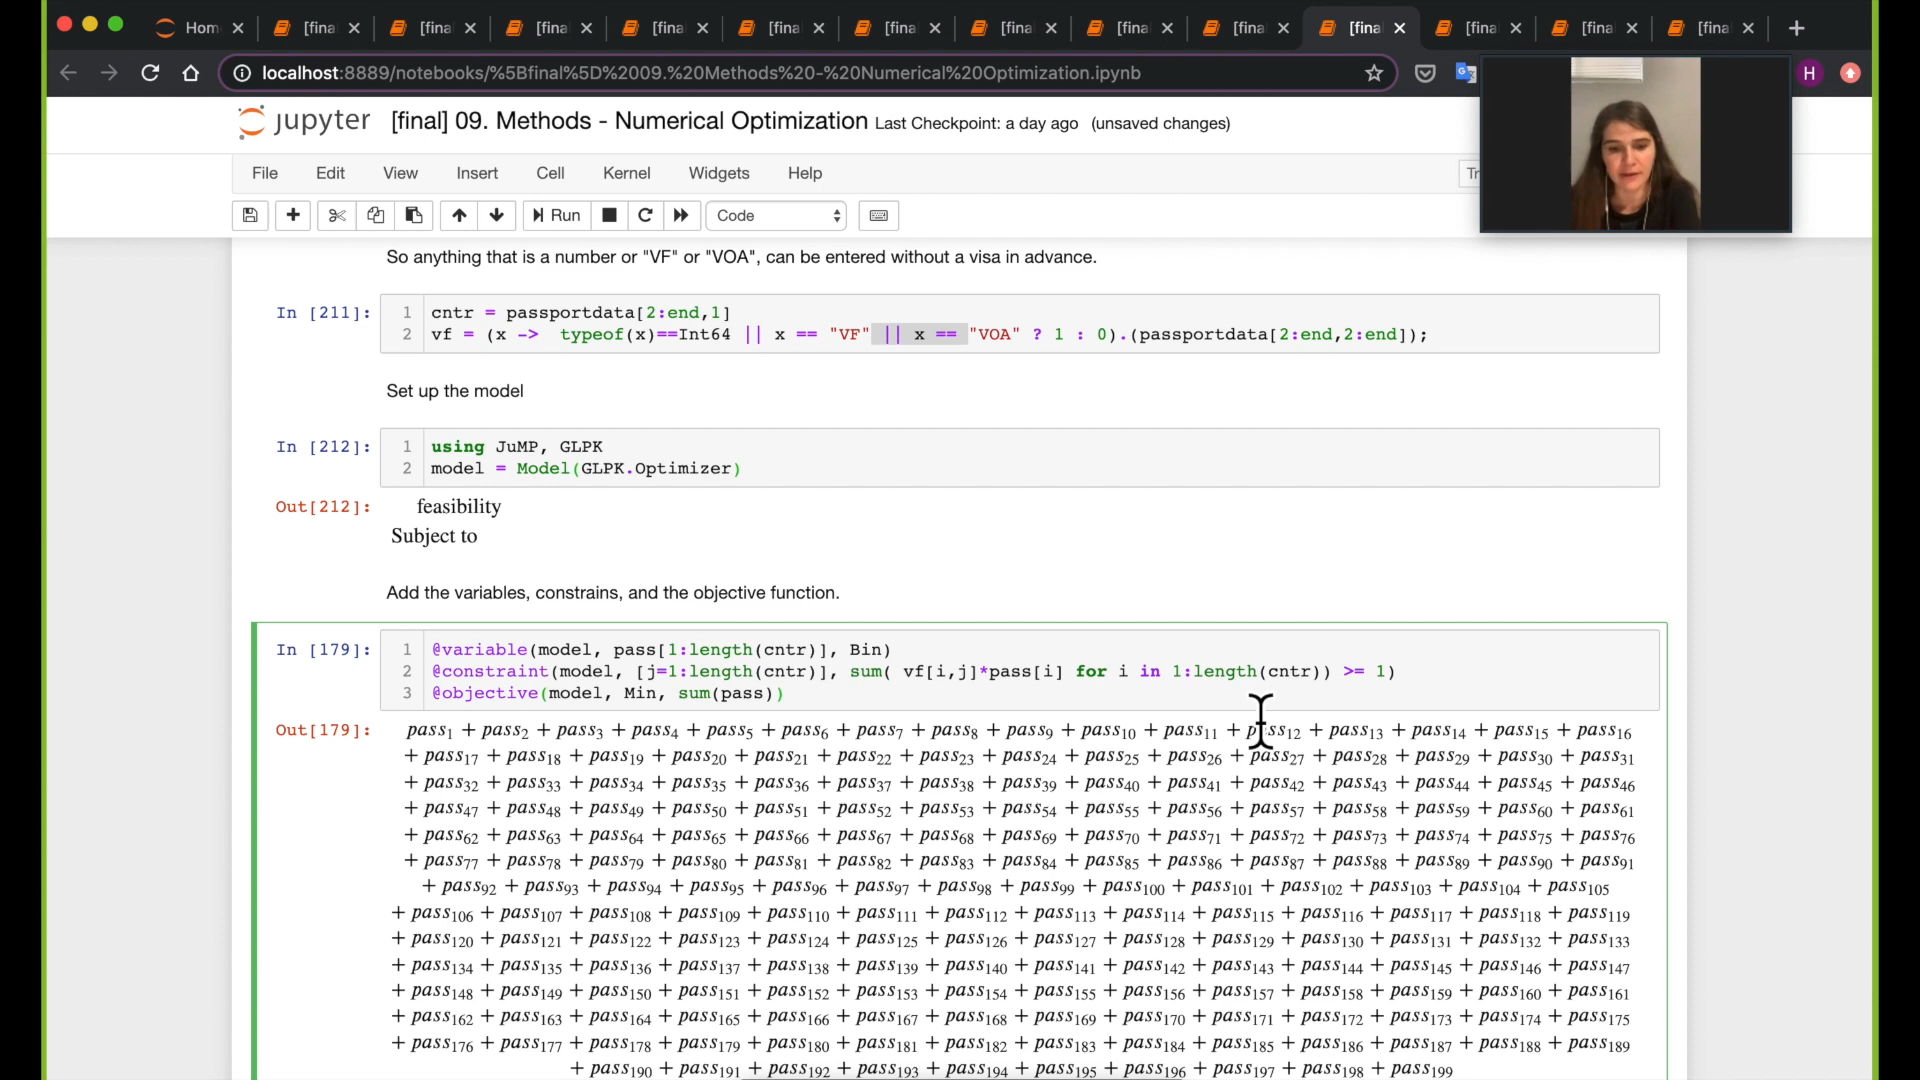 Hom [fina [fina [fina [fina [fina [fina [fina [fina [fina [fina [fina [fina [fina
localhost:8889/notebooks/%5Bfinal%5D%2009.%20Methods%20-%20Numerical%20Optimization.ipynb H
jupyter [final] 09. Methods - Numerical Optimization Last Checkpoint: a day ago (unsaved changes)
File Edit View Insert Cell Kernel Widgets Help Tr
Run Code
So anything that is a number or "VF" or "VOA", can be entered without a visa in advance.
In [211]: 1 cntr = passportdata[2:end,1]
2 vf = (x -> typeof(x)==Int64 || x == "VF" || x == "VOA" ? 1 : 0).(passportdata[2:end,2:end]);
Set up the model
In [212]: 1 using JuMP, GLPK
2 model = Model(GLPK.Optimizer)
Out[212]: feasibility
Subject to
Add the variables, constrains, and the objective function.
In [179]: 1 @variable(model, pass[1:length(cntr)], Bin)
2 @constraint(model, [j=1:length(cntr)], sum( vf[i,j]*pass[i] for i in 1:length(cntr)) >= 1)
3 @objective(model, Min, sum(pass))
Out[179]: pass1 + pass2 + pass3 + pass4 + pass5 + pass6 + pass7 + pass8 + pass9 + pass10 + pass11 + pass12 + pass13 + pass14 + pass15 + pass16
+ pass17 + pass18 + pass19 + pass20 + pass21 + pass22 + pass23 + pass24 + pass25 + pass26 + pass27 + pass28 + pass29 + pass30 + pass31
+ pass32 + pass33 + pass34 + pass35 + pass36 + pass37 + pass38 + pass39 + pass40 + pass41 + pass42 + pass43 + pass44 + pass45 + pass46
+ pass47 + pass48 + pass49 + pass50 + pass51 + pass52 + pass53 + pass54 + pass55 + pass56 + pass57 + pass58 + pass59 + pass60 + pass61
+ pass62 + pass63 + pass64 + pass65 + pass66 + pass67 + pass68 + pass69 + pass70 + pass71 + pass72 + pass73 + pass74 + pass75 + pass76
+ pass77 + pass78 + pass79 + pass80 + pass81 + pass82 + pass83 + pass84 + pass85 + pass86 + pass87 + pass88 + pass89 + pass90 + pass91
+ pass92 + pass93 + pass94 + pass95 + pass96 + pass97 + pass98 + pass99 + pass100 + pass101 + pass102 + pass103 + pass104 + pass105
+ pass106 + pass107 + pass108 + pass109 + pass110 + pass111 + pass112 + pass113 + pass114 + pass115 + pass116 + pass117 + pass118 + pass119
+ pass120 + pass121 + pass122 + pass123 + pass124 + pass125 + pass126 + pass127 + pass128 + pass129 + pass130 + pass131 + pass132 + pass133
+ pass134 + pass135 + pass136 + pass137 + pass138 + pass139 + pass140 + pass141 + pass142 + pass143 + pass144 + pass145 + pass146 + pass147
+ pass148 + pass149 + pass150 + pass151 + pass152 + pass153 + pass154 + pass155 + pass156 + pass157 + pass158 + pass159 + pass160 + pass161
+ pass162 + pass163 + pass164 + pass165 + pass166 + pass167 + pass168 + pass169 + pass170 + pass171 + pass172 + pass173 + pass174 + pass175
+ pass176 + pass177 + pass178 + pass179 + pass180 + pass181 + pass182 + pass183 + pass184 + pass185 + pass186 + pass187 + pass188 + pass189
+ pass190 + pass191 + pass192 + pass193 + pass194 + pass195 + pass196 + pass197 + pass198 + pass199